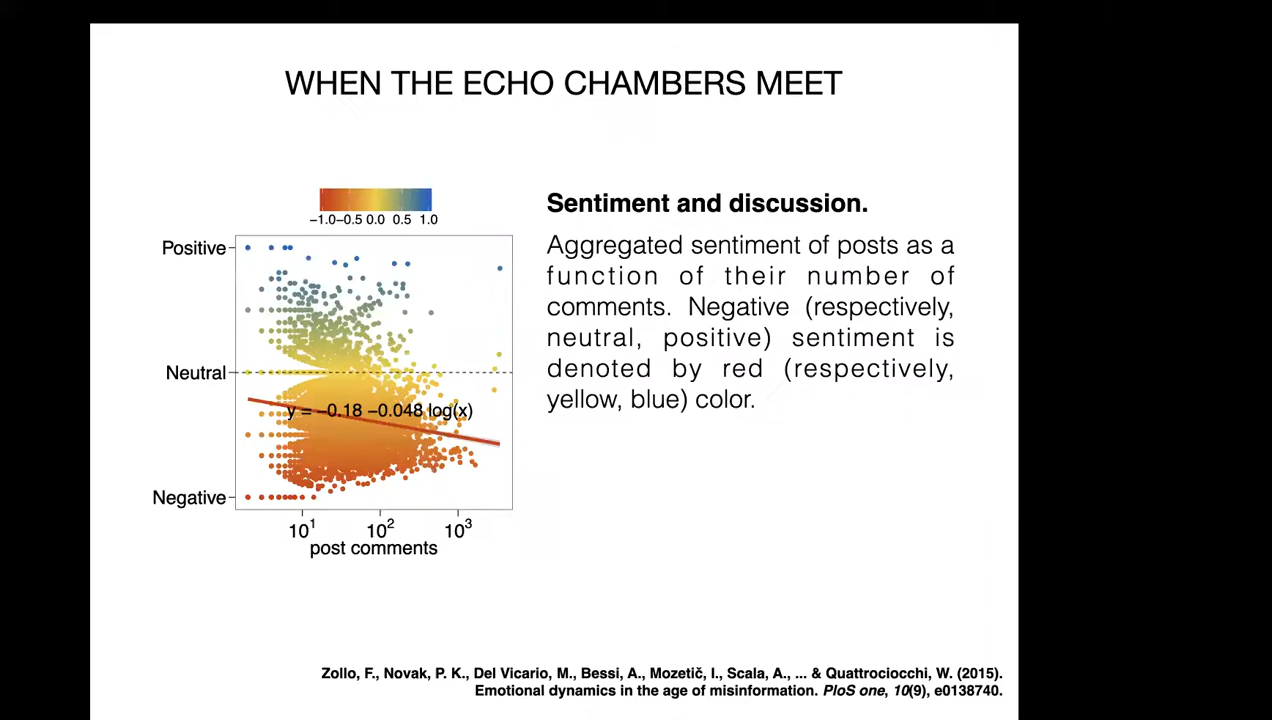 WHEN THE ECHO CHAMBERS MEET
−1.0−0.5 0.0 0.5 1.0
Positive
Neutral
Negative
y = −0.18 −0.048 log(x)
10¹ 10² 10³
post comments
Sentiment and discussion.
Aggregated sentiment of posts as a
function of their number of
comments. Negative (respectively,
neutral, positive) sentiment is
denoted by red (respectively,
yellow, blue) color.
Zollo, F., Novak, P. K., Del Vicario, M., Bessi, A., Mozetič, I., Scala, A., ... & Quattrociocchi, W. (2015).
Emotional dynamics in the age of misinformation. PloS one, 10(9), e0138740.